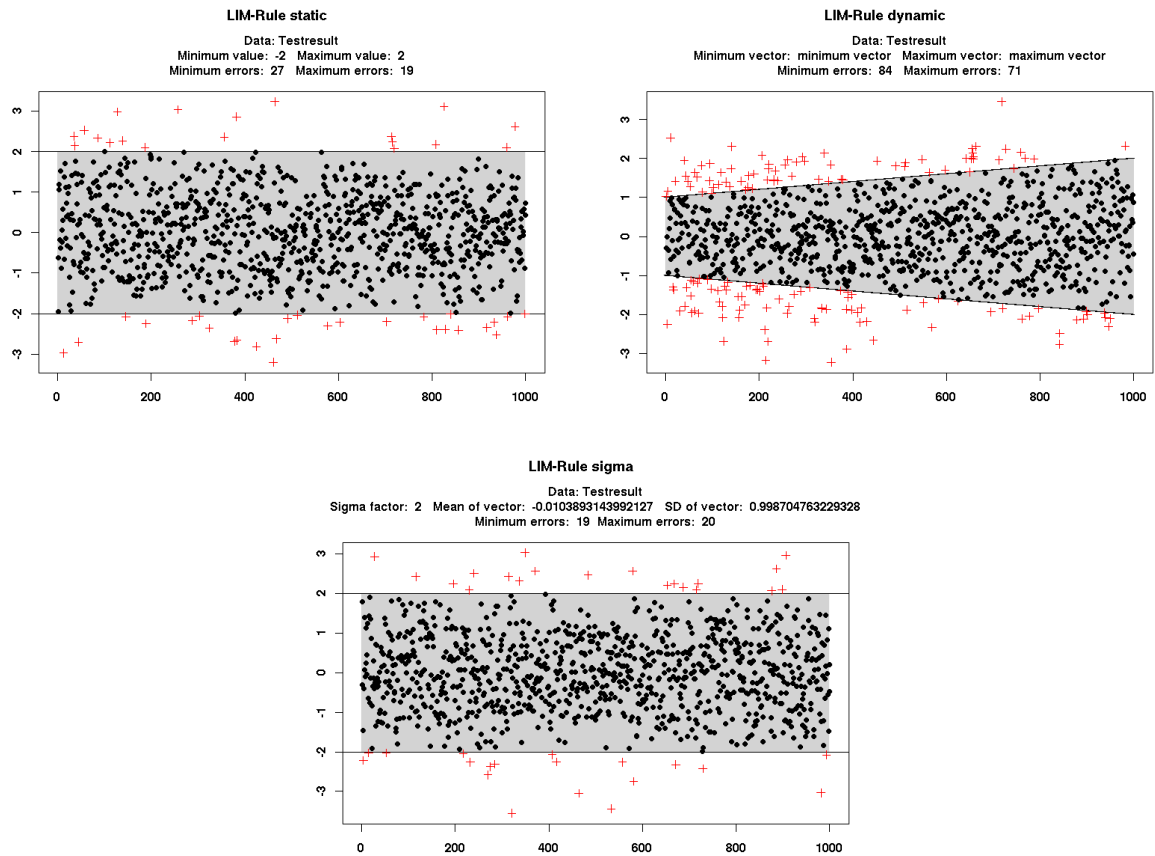 LIM-Rule static
Data: Testresult
Minimum value: -2 Maximum value: 2
Minimum errors: 27 Maximum errors: 19
3
2
1
0
-1
-2
-3
0 200 400 600 800 1000
LIM-Rule dynamic
Data: Testresult
Minimum vector: minimum vector Maximum vector: maximum vector
Minimum errors: 84 Maximum errors: 71
3
2
1
0
-1
-2
-3
0 200 400 600 800 1000
LIM-Rule sigma
Data: Testresult
Sigma factor: 2 Mean of vector: -0.0103893143992127 SD of vector: 0.998704763229328
Minimum errors: 19 Maximum errors: 20
3
2
1
0
-1
-2
-3
0 200 400 600 800 1000